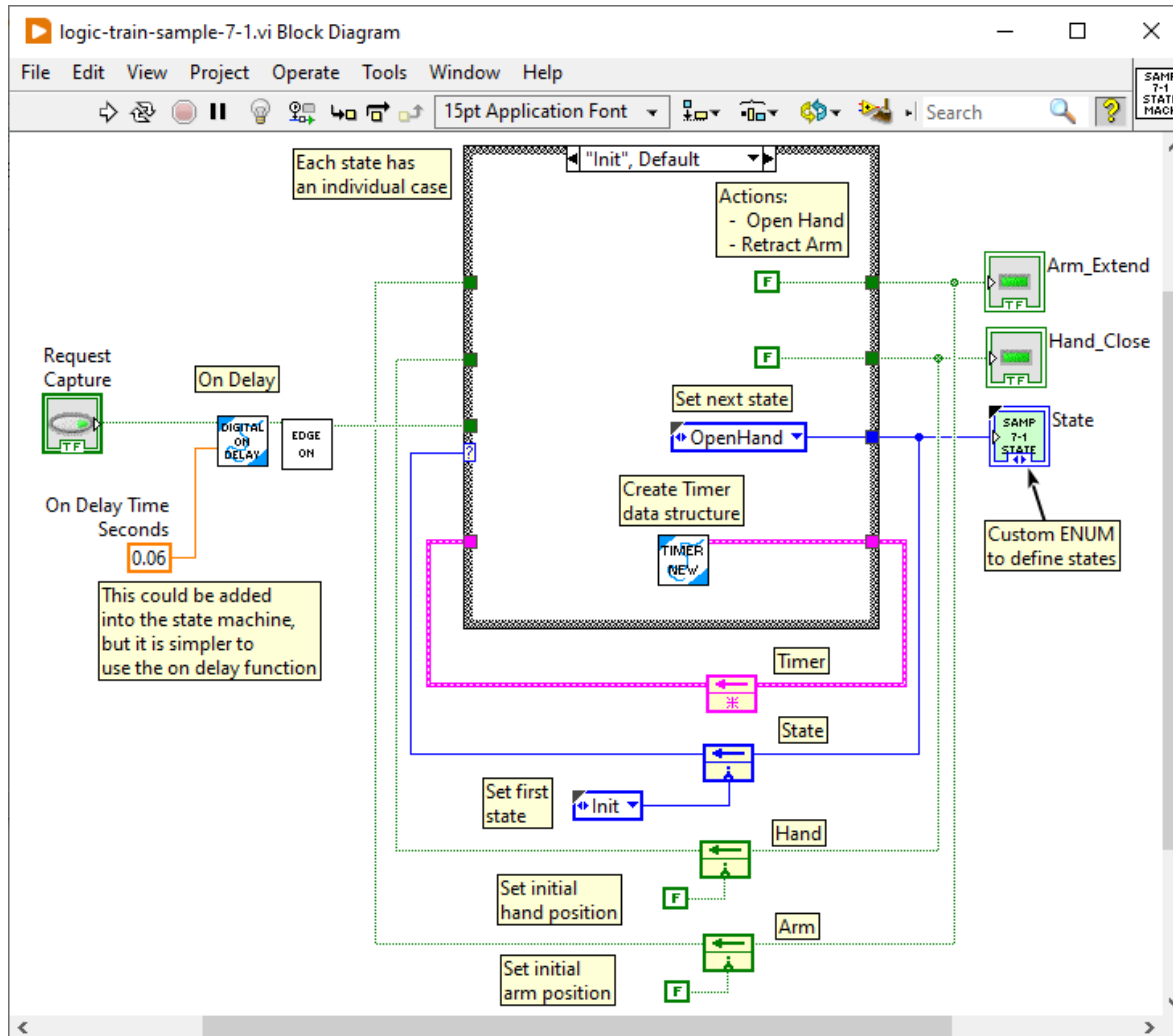 logic-train-sample-7-1.vi Block Diagram
File Edit View Project Operate Tools Window Help
15pt Application Font
Search
SAMP
7-1
STAT
MACH
Each state has
an individual case
"Init", Default
Actions:
- Open Hand
- Retract Arm
F
Arm_Extend
TF
Request
Capture
TF
On Delay
DIGITAL
ON
DELAY
EDGE
ON
F
Hand_Close
TF
Set next state
OpenHand
?
State
SAMP
7-1
STATE
On Delay Time
Seconds
0.06
Create Timer
data structure
TIMER
NEW
Custom ENUM
to define states
This could be added
into the state machine,
but it is simpler to
use the on delay function
Timer
State
Set first
state
Init
Hand
Set initial
hand position
F
Arm
Set initial
arm position
F